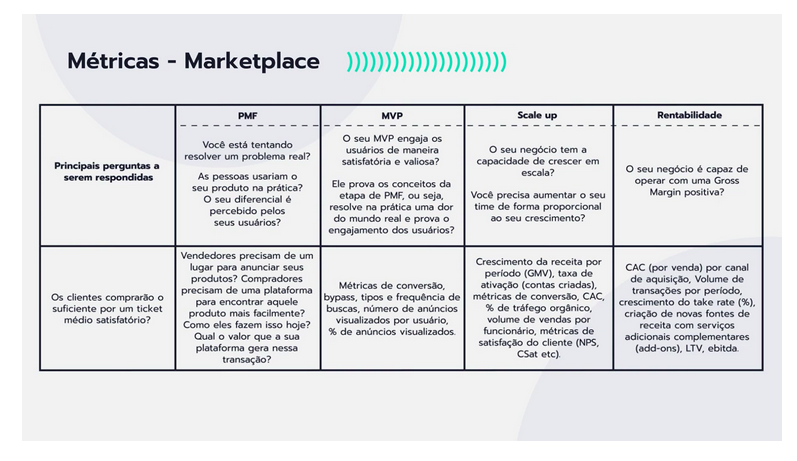 Métricas - Marketplace
PMF
MVP
Scale up
Rentabilidade
Principais perguntas a
serem respondidas
Você está tentando
resolver um problema real?
As pessoas usariam o
seu produto na prática?
O seu diferencial é
percebido pelos
seus usuários?
O seu MVP engaja os
usuários de maneira
satisfatória e valiosa?
Ele prova os conceitos da
etapa de PMF, ou seja,
resolve na prática uma dor
do mundo real e prova o
engajamento dos usuários?
O seu negócio tem a
capacidade de crescer em
escala?
Você precisa aumentar o seu
time de forma proporcional
ao seu crescimento?
O seu negócio é capaz de
operar com uma Gross
Margin positiva?
Os clientes comprarão o
suficiente por um ticket
médio satisfatório?
Vendedores precisam de um
lugar para anunciar seus
produtos? Compradores
precisam de uma plataforma
para encontrar aquele
produto mais facilmente?
Como eles fazem isso hoje?
Qual o valor que a sua
plataforma gera nessa
transação?
Métricas de conversão,
bypass, tipos e frequência de
buscas, número de anúncios
visualizados por usuário,
% de anúncios visualizados.
Crescimento da receita por
período (GMV), taxa de
ativação (contas criadas),
métricas de conversão, CAC,
% de tráfego orgânico,
volume de vendas por
funcionário, métricas de
satisfação do cliente (NPS,
CSat etc).
CAC (por venda) por canal
de aquisição, Volume de
transações por período,
crescimento do take rate (%),
criação de novas fontes de
receita com serviços
adicionais complementares
(add-ons), LTV, ebitda.